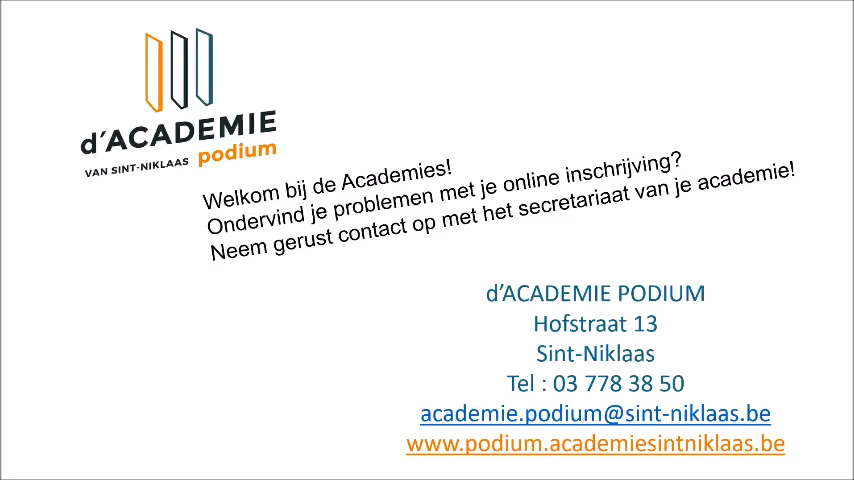 d'ACADEMIE
VAN SINT-NIKLAAS podium
Welkom bij de Academies!
Ondervind je problemen met je online inschrijving?
Neem gerust contact op met het secretariaat van je academie!
d'ACADEMIE PODIUM
Hofstraat 13
Sint-Niklaas
Tel : 03 778 38 50
academie.podium@sint-niklaas.be
www.podium.academiesintniklaas.be